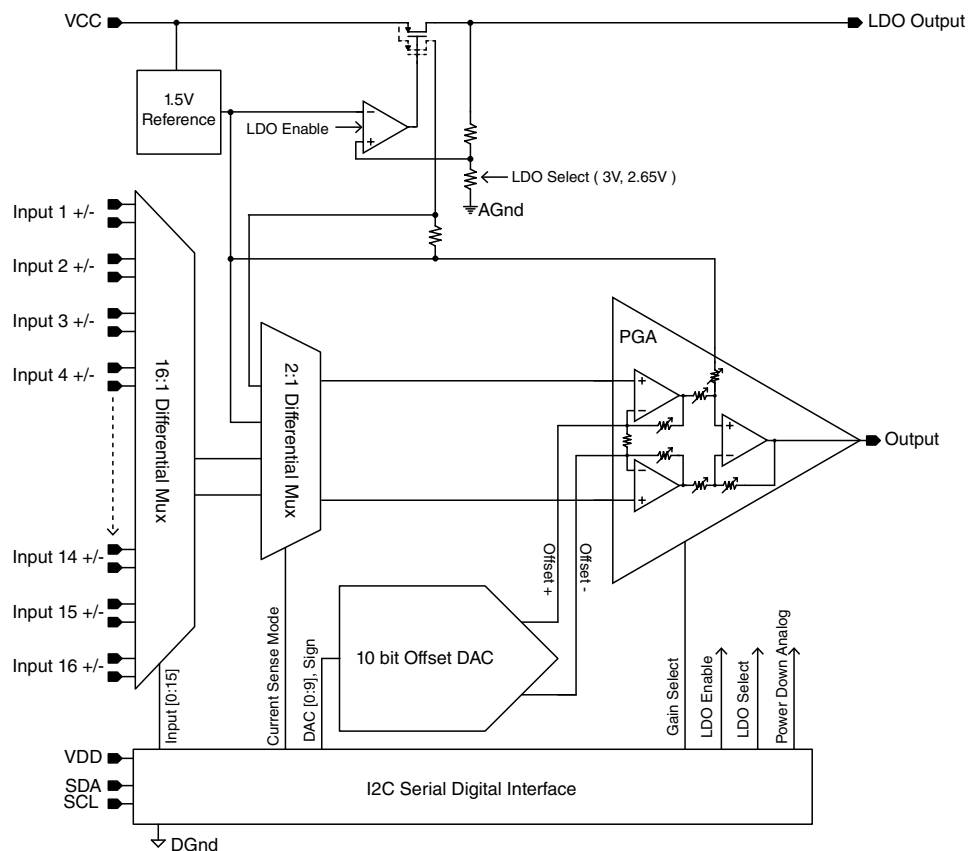 VCC
LDO Output
1.5V
Reference
LDO Enable
LDO Select ( 3V, 2.65V )
AGnd
Input 1 +/-
Input 2 +/-
Input 3 +/-
Input 4 +/-
Input 14 +/-
Input 15 +/-
Input 16 +/-
16:1 Differential Mux
2:1 Differential Mux
PGA
Output
Offset +
Offset -
10 bit Offset DAC
Input [0:15]
Current Sense Mode
DAC [0:9], Sign
Gain Select
LDO Enable
LDO Select
Power Down Analog
VDD
SDA
SCL
I2C Serial Digital Interface
DGnd